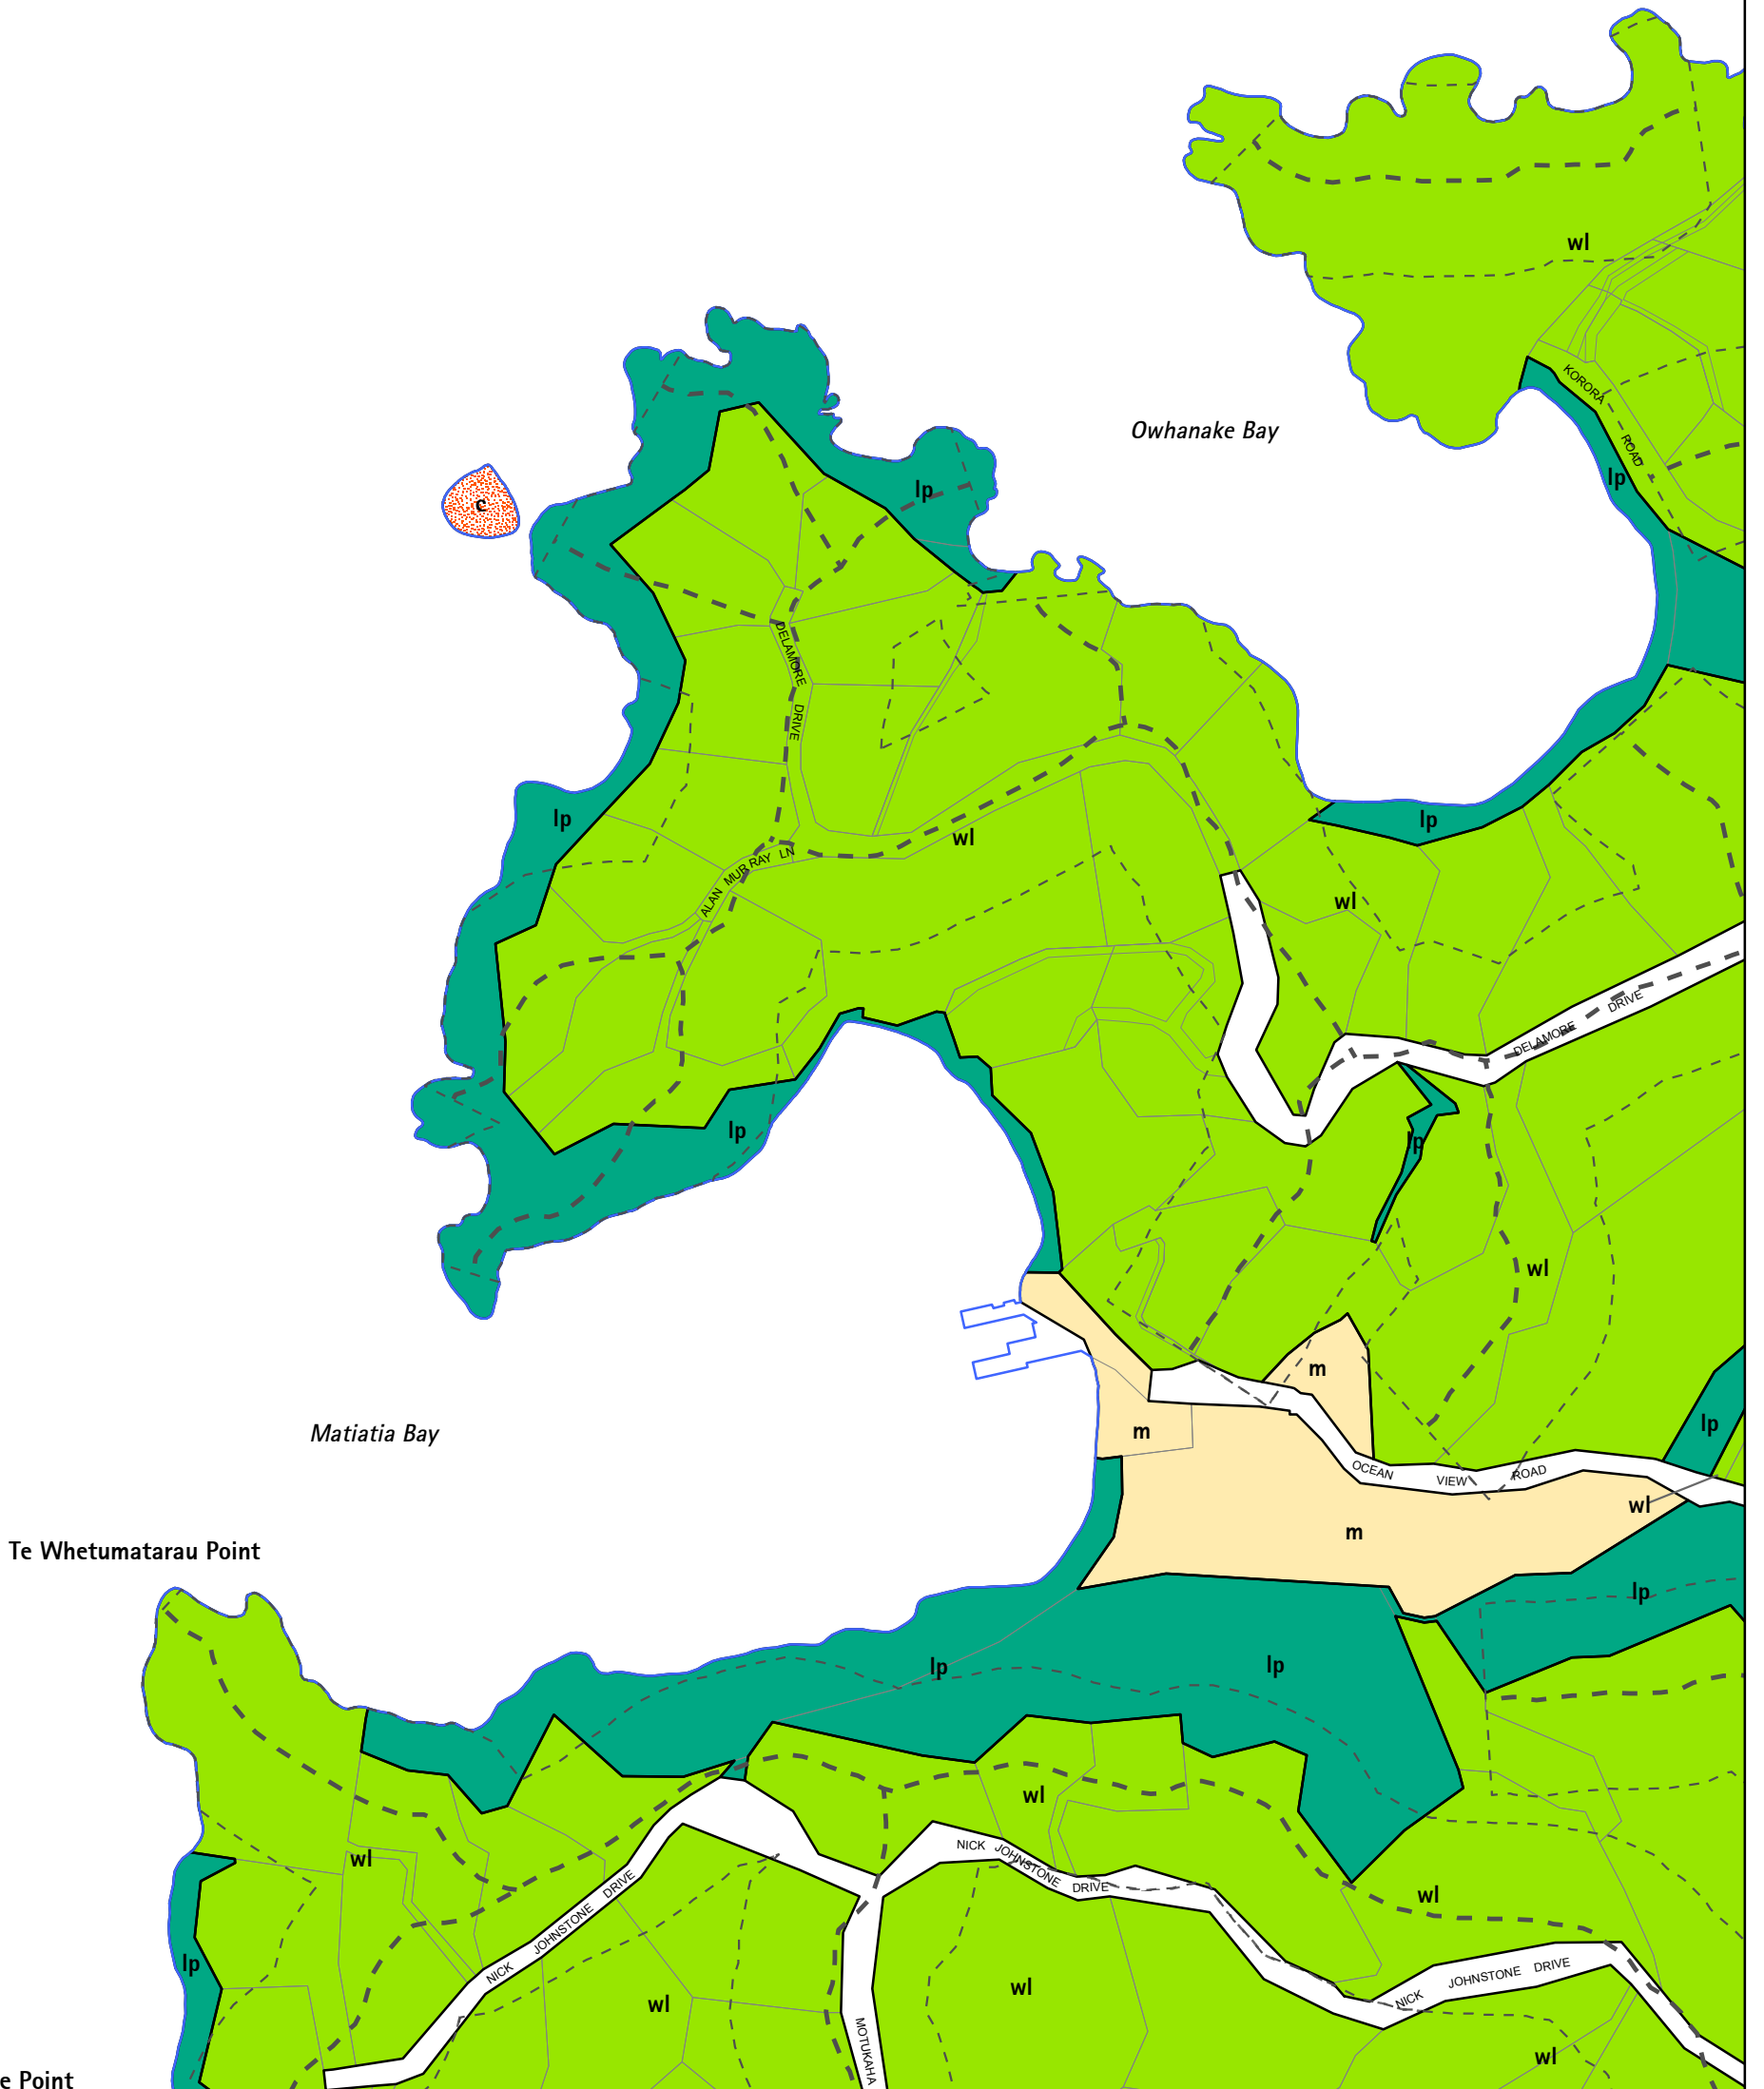 wl
KORORA
ROAD
Owhanake Bay
lp
lp
c
DELAMORE
DRIVE
lp
lp
wl
ALAN MURRAY LN
wl
DELAMORE DRIVE
lp
lp
wl
m
lp
Matiatia Bay
m
OCEAN VIEW ROAD
wl
m
Te Whetumatarau Point
lp
lp
lp
wl
NICK JOHNSTONE DRIVE
wl
wl
NICK JOHNSTONE DRIVE
lp
NICK JOHNSTONE DRIVE
wl
wl
MOTUKAHA
wl
e Point